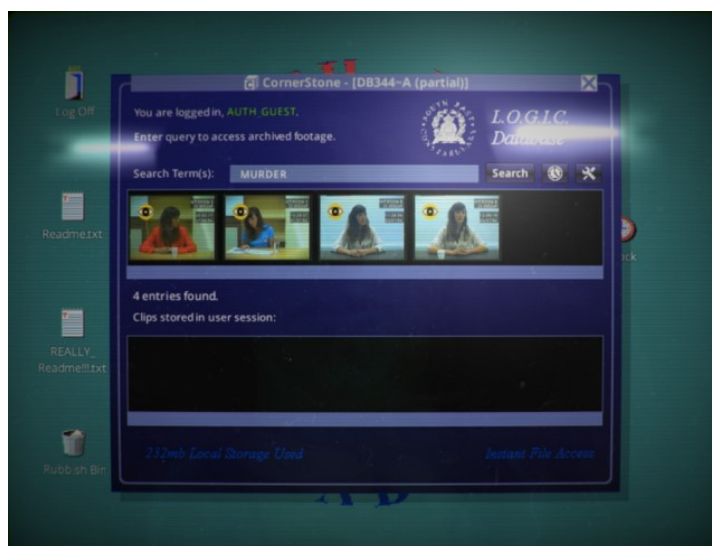 CornerStone - [DB344~A (partial)]
Log Off
You are logged in, AUTH_GUEST.
Enter query to access archived footage.
L.O.G.I.C.
Database
Search Term(s): MURDER Search
Readme.txt
4 entries found.
Clips stored in user session:
REALLY_
Readme!!!.txt
232mb Local Storage Used Instant File Access
Rubbish Bin